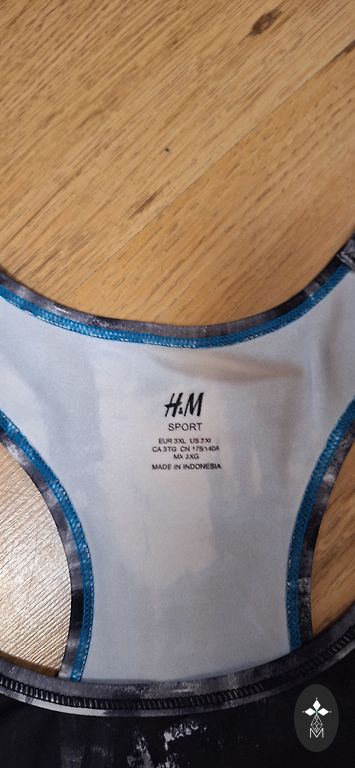 H&M
SPORT
EUR 3XL US 3Xl
CA 3TG CN 175/140A
MX 3XG
MADE IN INDONESIA
M